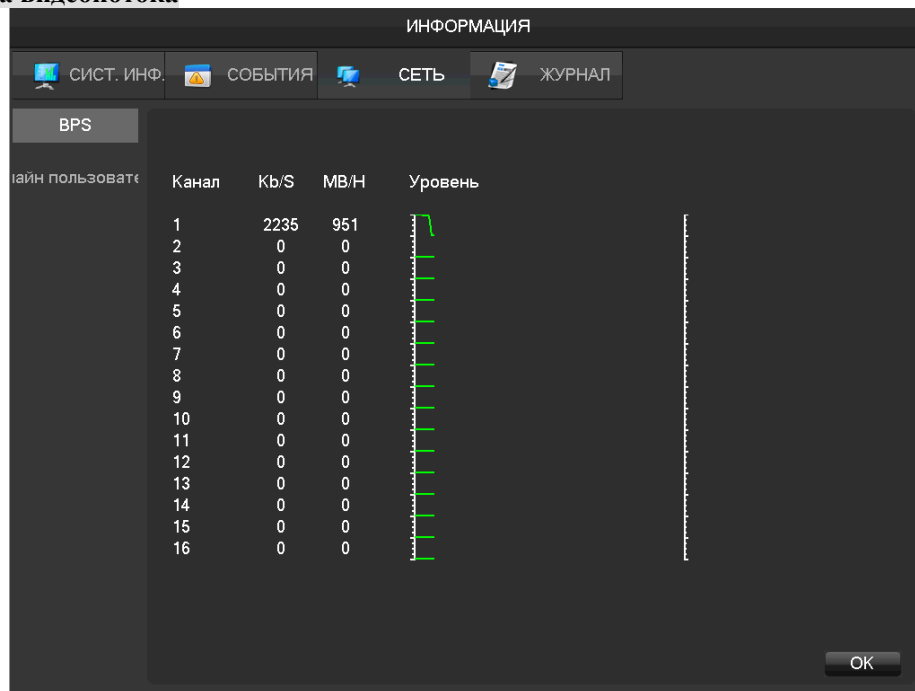 видеопотока
ИНФОРМАЦИЯ
СИСТ. ИНФ. СОБЫТИЯ СЕТЬ ЖУРНАЛ
BPS
лайн пользовате
Канал Kb/S MB/H Уровень
1 2235 951
2 0 0
3 0 0
4 0 0
5 0 0
6 0 0
7 0 0
8 0 0
9 0 0
10 0 0
11 0 0
12 0 0
13 0 0
14 0 0
15 0 0
16 0 0
OK